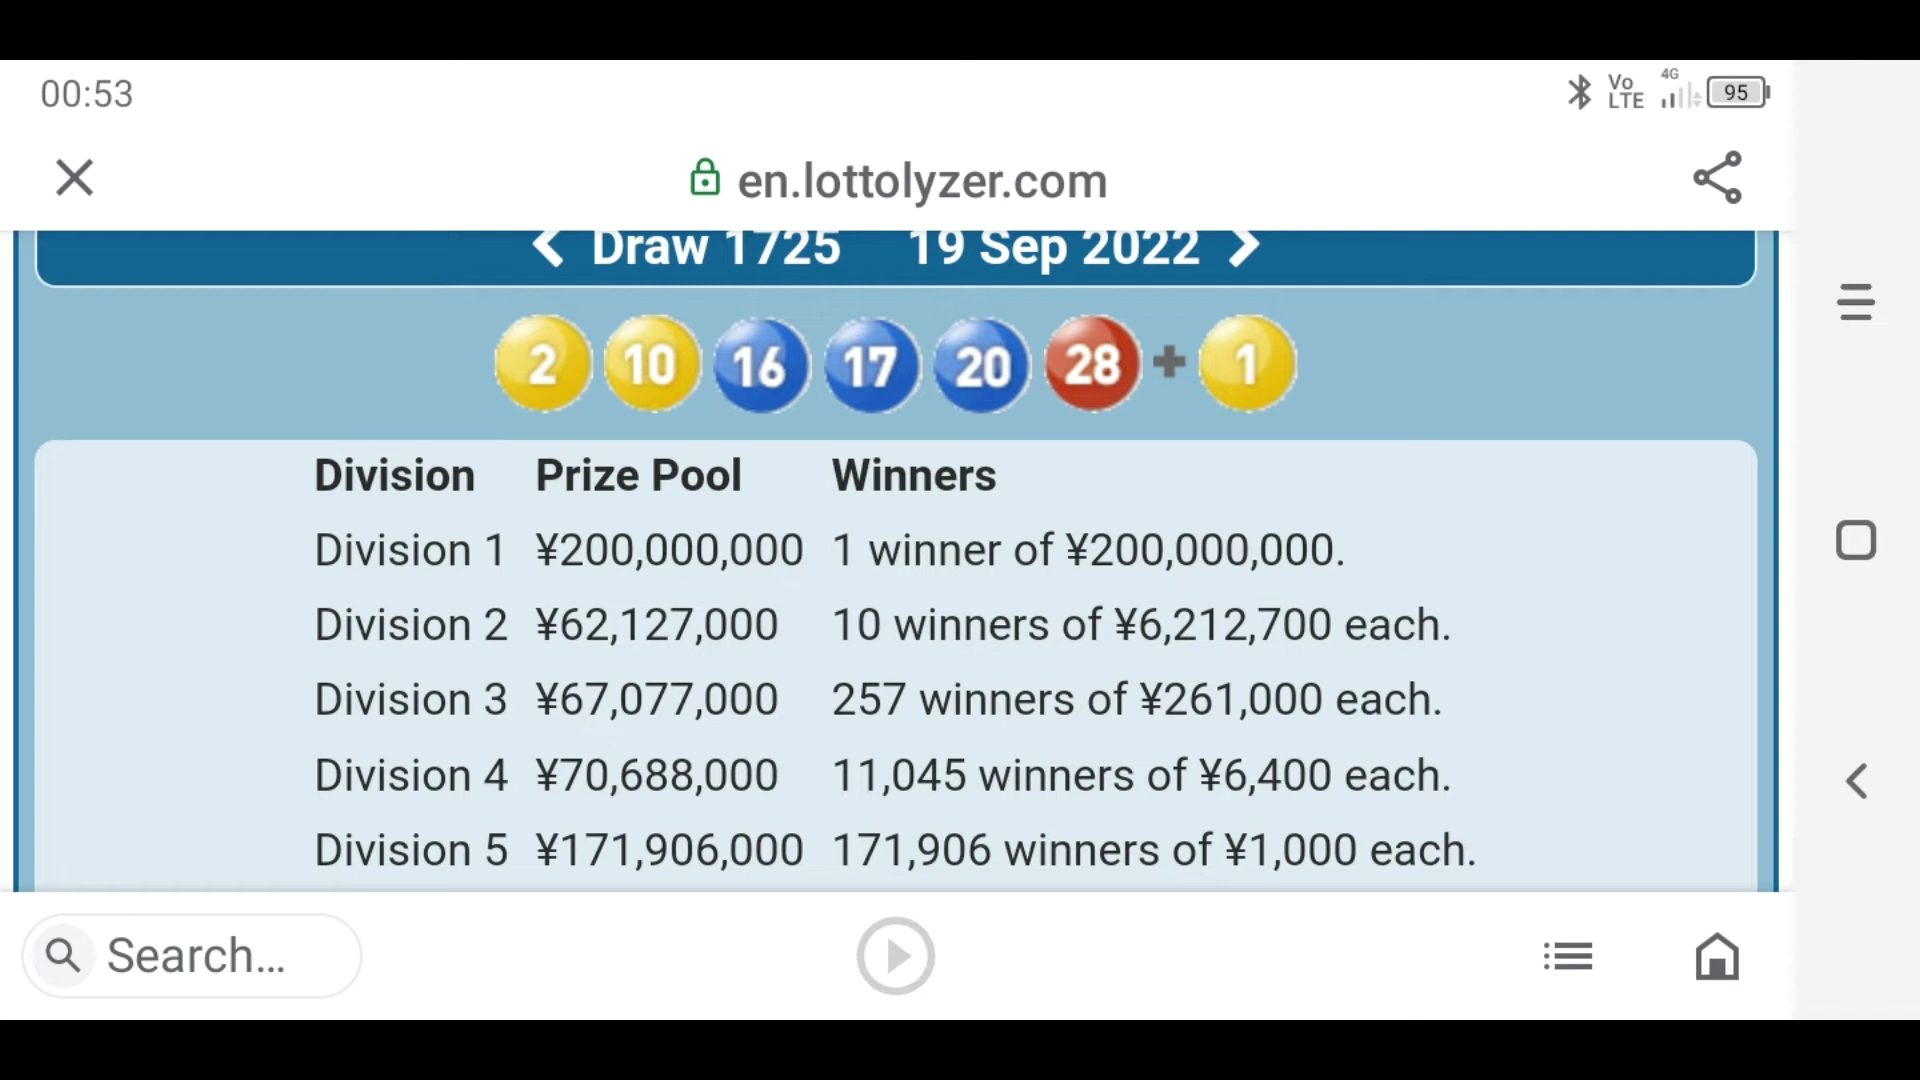 00:53 Vo LTE 4G 95
en.lottolyzer.com
Draw 1725 19 Sep 2022
2 10 16 17 20 28 + 1
Division Prize Pool Winners
Division 1 ¥200,000,000 1 winner of ¥200,000,000.
Division 2 ¥62,127,000 10 winners of ¥6,212,700 each.
Division 3 ¥67,077,000 257 winners of ¥261,000 each.
Division 4 ¥70,688,000 11,045 winners of ¥6,400 each.
Division 5 ¥171,906,000 171,906 winners of ¥1,000 each.
Search...